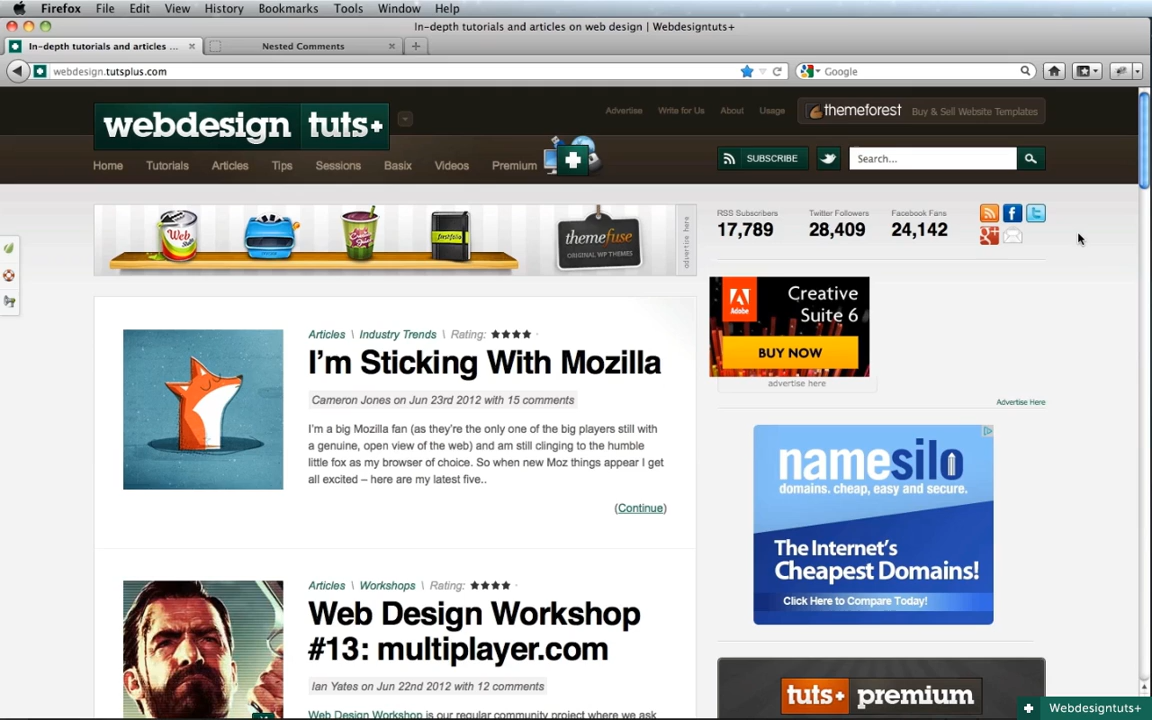 Firefox File Edit View History Bookmarks Tools Window Help
In-depth tutorials and articles on web design | Webdesigntuts+
In-depth tutorials and articles ...
Nested Comments
webdesign.tutsplus.com
Google
webdesign tuts+
Advertise Write for Us About Usage
themeforest Buy & Sell Website Templates
Home Tutorials Articles Tips Sessions Basix Videos Premium
SUBSCRIBE
Search...
Web
themefuse
ORIGINAL WP THEMES
advertise here
RSS Subscribers Twitter Followers Facebook Fans
17,789 28,409 24,142
Articles \ Industry Trends \ Rating:
I'm Sticking With Mozilla
Cameron Jones on Jun 23rd 2012 with 15 comments
I'm a big Mozilla fan (as they're the only one of the big players still with
a genuine, open view of the web) and am still clinging to the humble
little fox as my browser of choice. So when new Moz things appear I get
all excited – here are my latest five..
(Continue)
Adobe
Creative
Suite 6
BUY NOW
advertise here
Advertise Here
namesilo
domains. cheap, easy and secure.
The Internet's
Cheapest Domains!
Click Here to Compare Today!
Articles \ Workshops \ Rating:
Web Design Workshop
#13: multiplayer.com
Ian Yates on Jun 22nd 2012 with 12 comments
Web Design Workshop is our regular community project where we ask
tuts+ premium
Webdesigntuts+